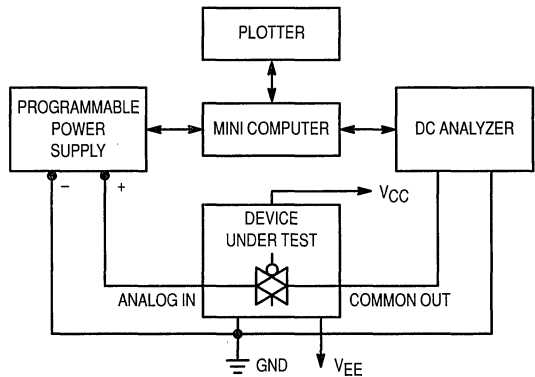 PLOTTER
PROGRAMMABLE
POWER
SUPPLY
MINI COMPUTER
DC ANALYZER
– +
VCC
DEVICE
UNDER TEST
ANALOG IN
COMMON OUT
GND
VEE